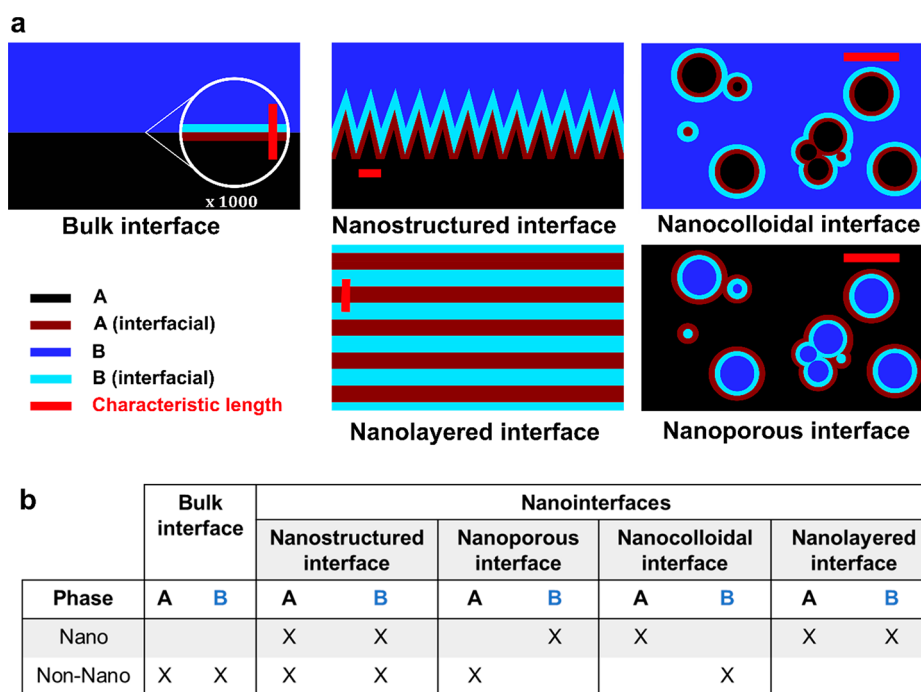 a
x 1000
Bulk interface
Nanostructured interface
Nanocolloidal interface
A
A (interfacial)
B
B (interfacial)
Characteristic length
Nanolayered interface
Nanoporous interface
b
Bulk
interface
Nanointerfaces
Nanostructured
interface
Nanoporous
interface
Nanocolloidal
interface
Nanolayered
interface
Phase A B A B A B A B A B
Nano X X X X X X
Non-Nano X X X X X X